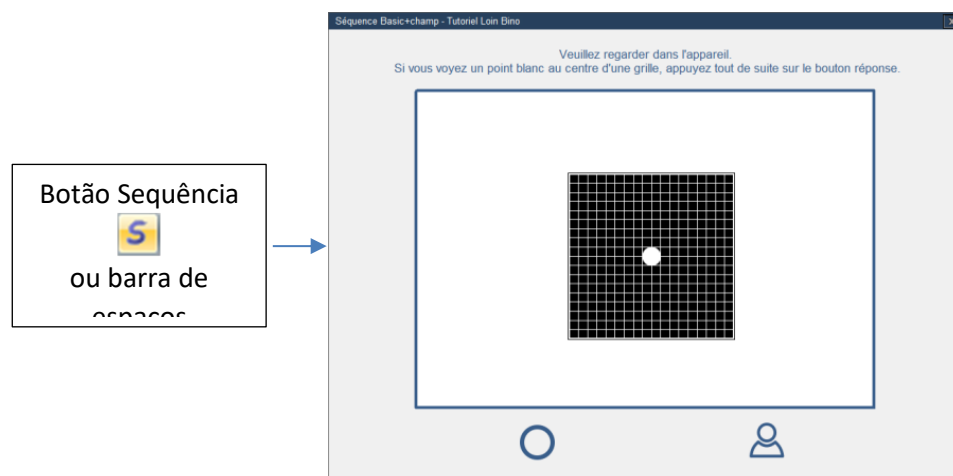 Séquence Basic+champ - Tutoriel Loin Bino
Veuillez regarder dans l'appareil.
Si vous voyez un point blanc au centre d'une grille, appuyez tout de suite sur le bouton réponse.
Botão Sequência
S
ou barra de
espaços